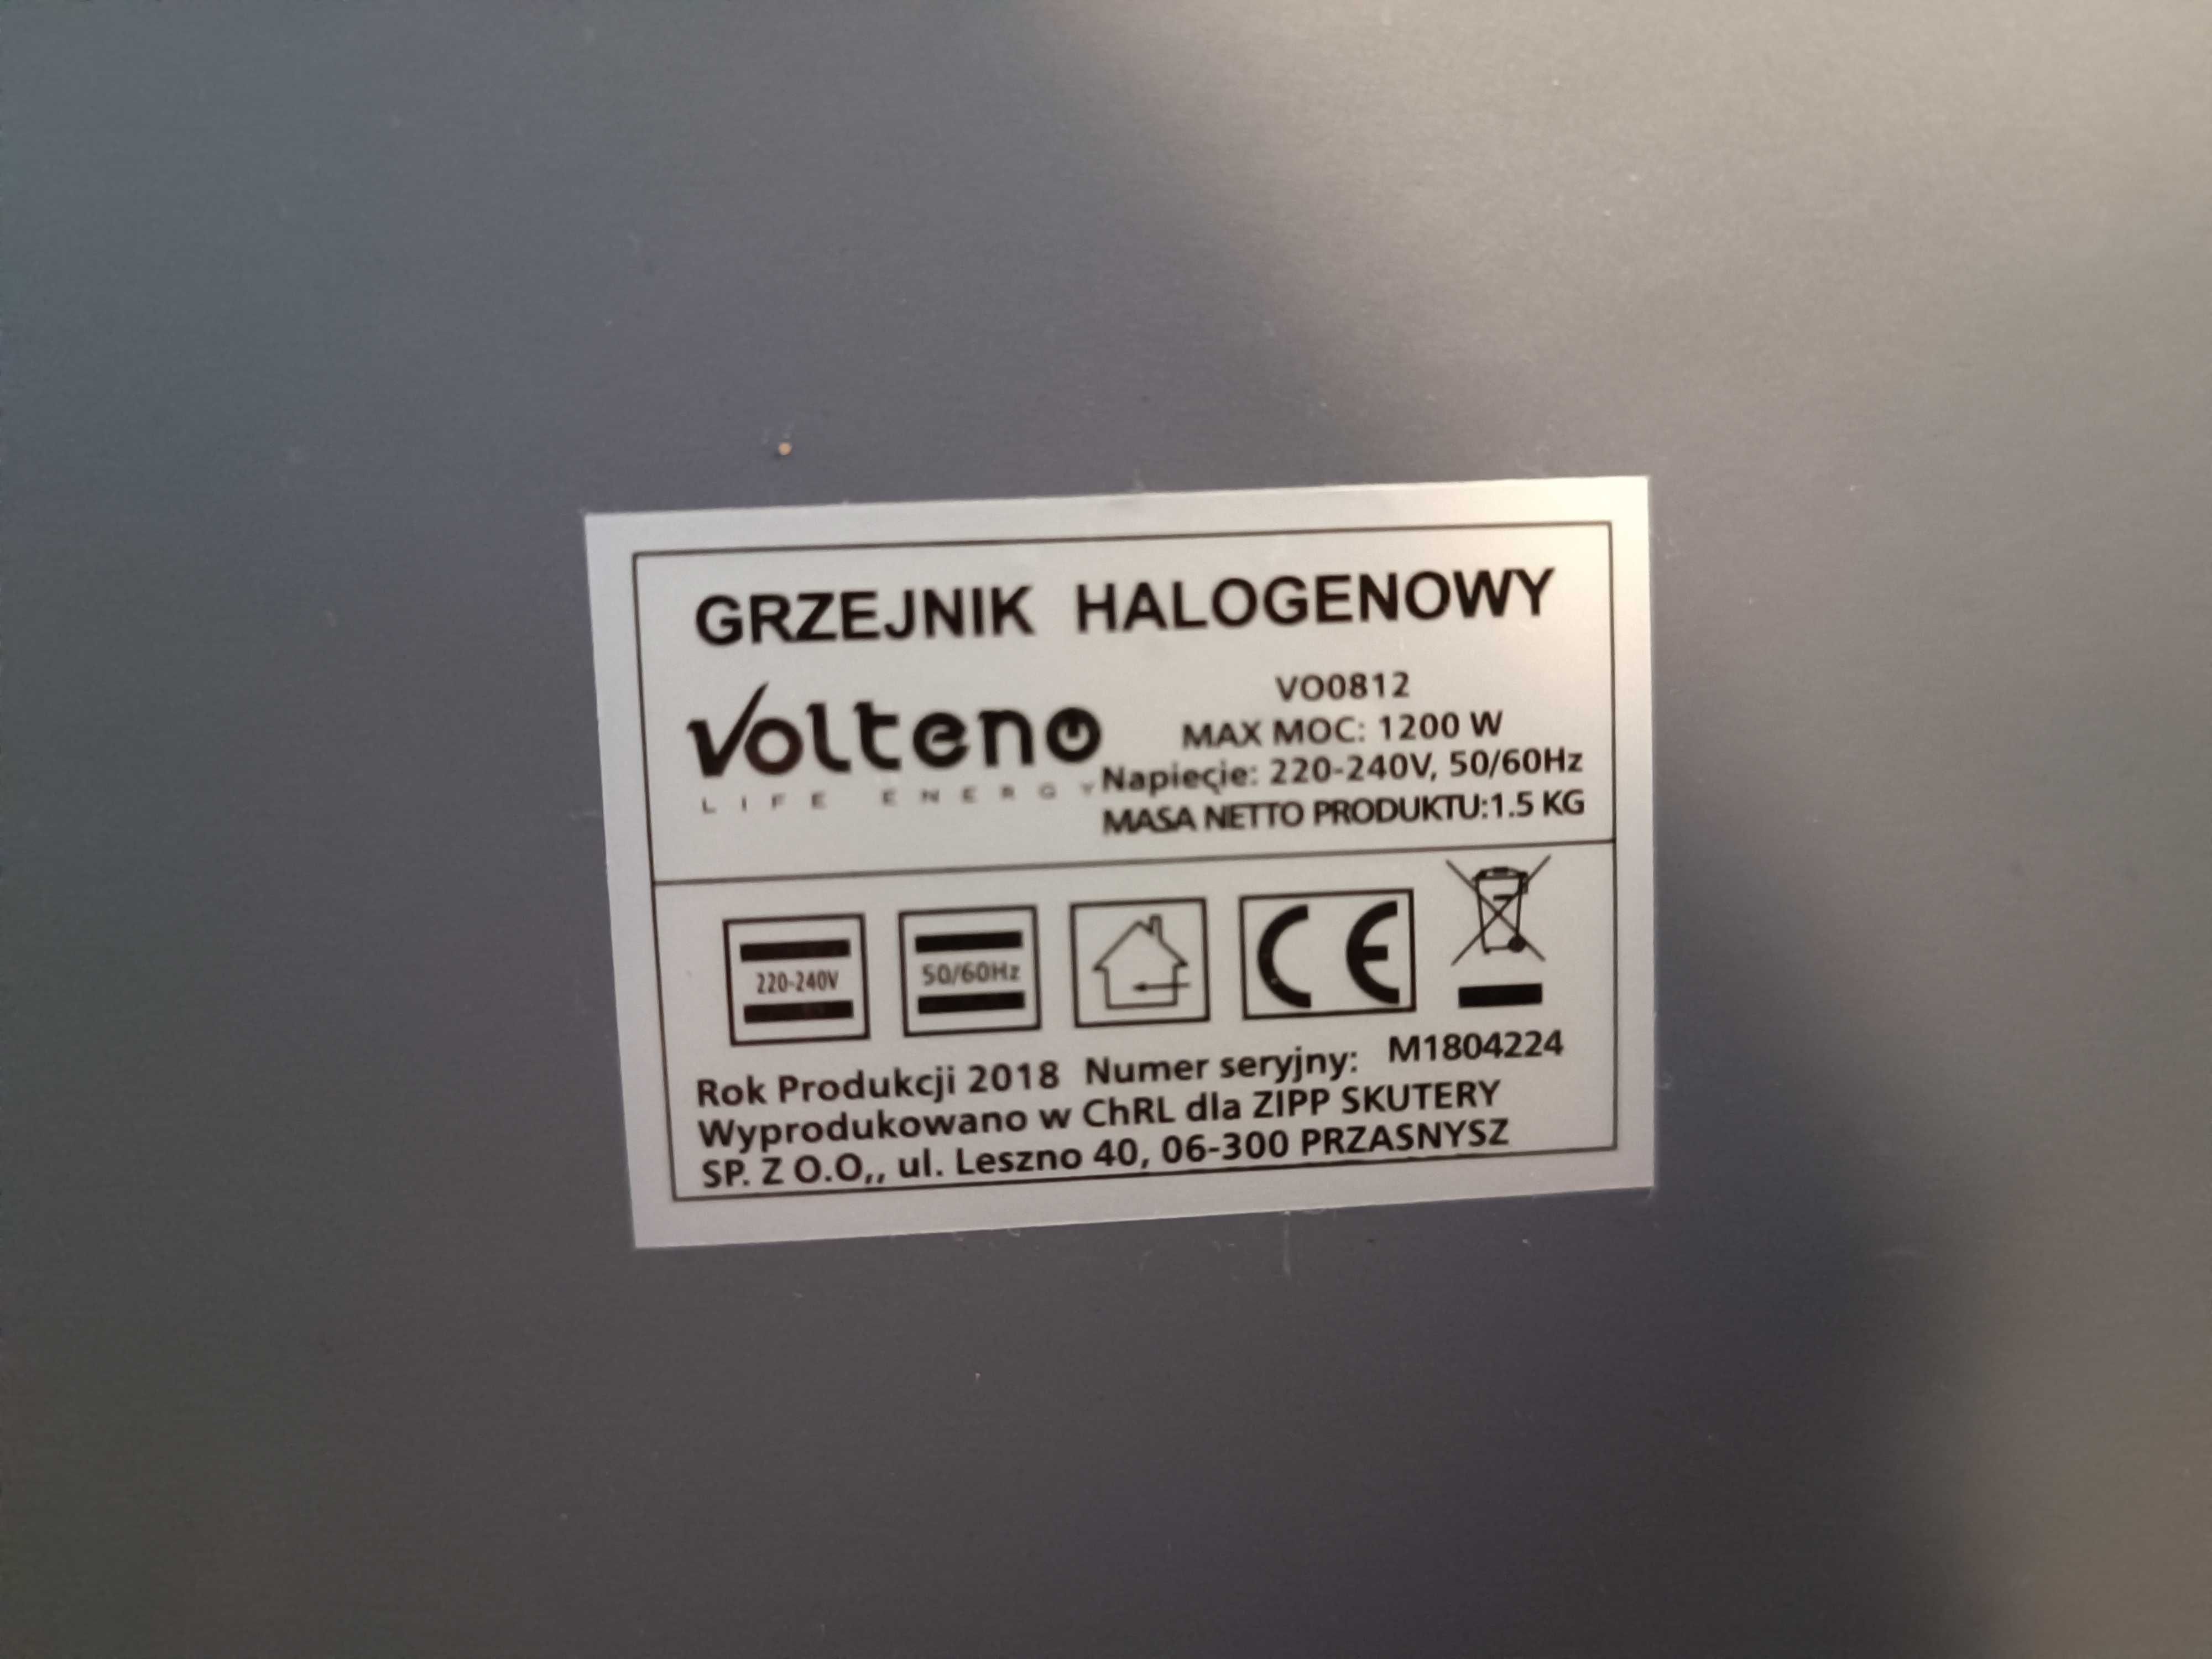 GRZEJNIK HALOGENOWY
Volteno
LIFE ENERGY
VO0812
MAX MOC: 1200 W
Napięcie: 220-240V, 50/60Hz
MASA NETTO PRODUKTU:1.5 KG
220-240V
50/60Hz
CE
Rok Produkcji 2018 Numer seryjny: M1804224
Wyprodukowano w ChRL dla ZIPP SKUTERY
SP. Z O.O,, ul. Leszno 40, 06-300 PRZASNYSZ